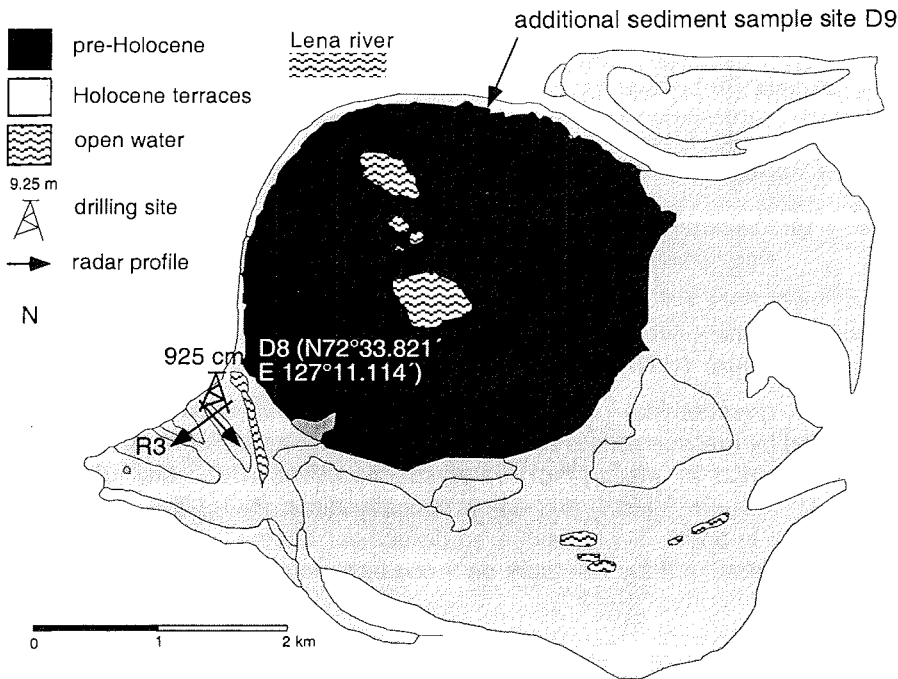 additional sediment sample site D9
pre-Holocene
Lena river
Holocene terraces
open water
9.25 m
drilling site
radar profile
N
925 cm
D8 (N72°33.821´
E 127°11.114´)
R3
0 1 2 km